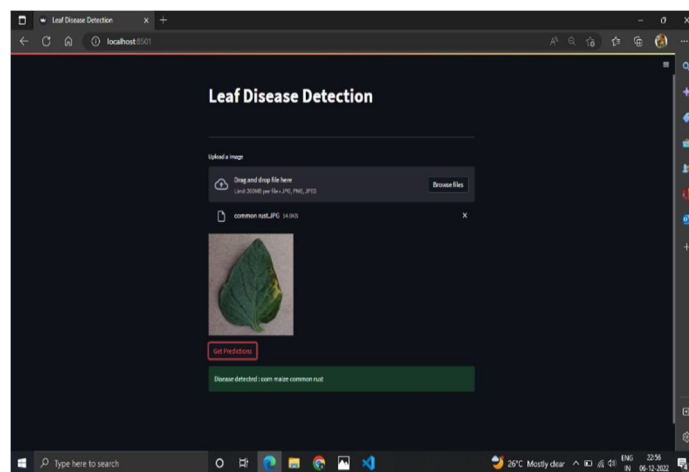 Leaf Disease Detection
localhost:8501
Leaf Disease Detection
Upload a Image
Drag and drop file here
Limit 200MB per file • JPG, PNG, JPEG
Browse files
common rust.JPG
Get Predictions
Disease detected : corn maize common rust
Type here to search
26°C Mostly clear
ENG
IN
22:56
06-12-2022